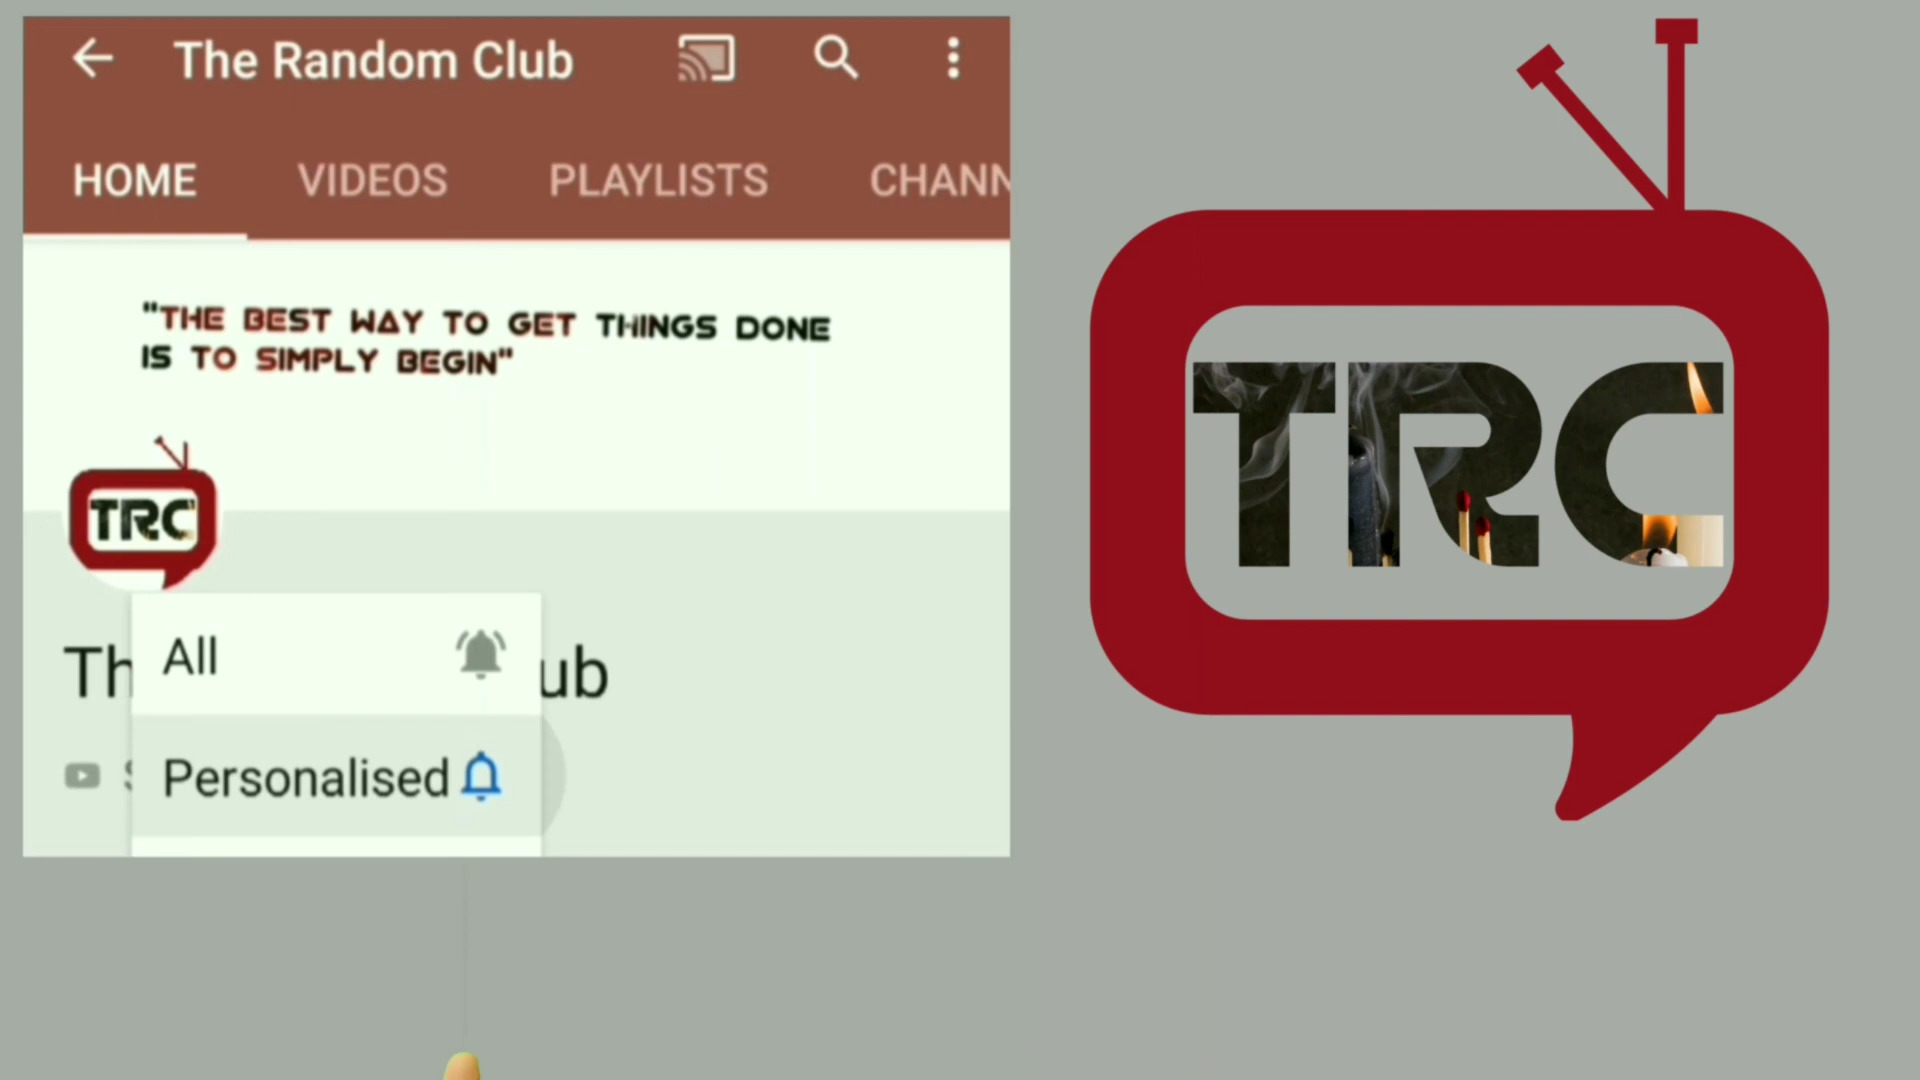 The Random Club
HOME VIDEOS PLAYLISTS CHANN
"THE BEST WAY TO GET THINGS DONE
IS TO SIMPLY BEGIN"
TRC
Th ub
All
Personalised
TRC